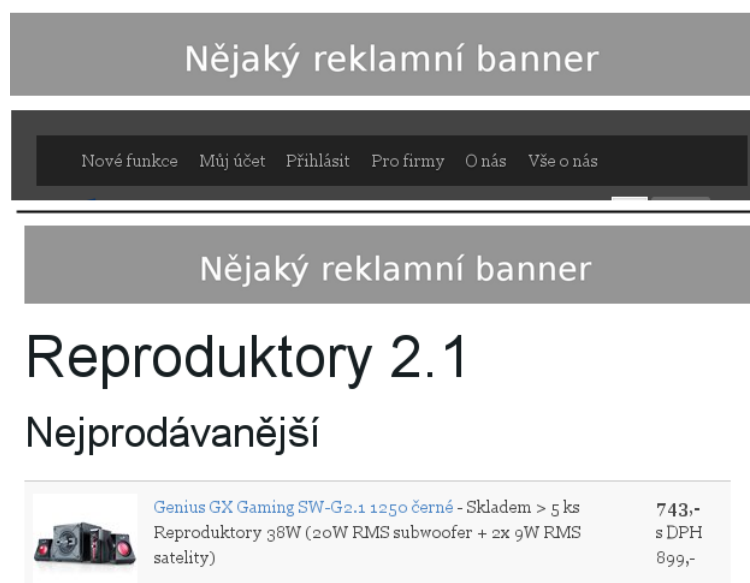 Nějaký reklamní banner
Nové funkce Můj účet Přihlásit Pro firmy O nás Vše o nás
Nějaký reklamní banner
Reproduktory 2.1
Nejprodávanější
Genius GX Gaming SW-G2.1 1250 černé - Skladem > 5 ks 743,-
Reproduktory 38W (20W RMS subwoofer + 2x 9W RMS s DPH
satelity) 899,-